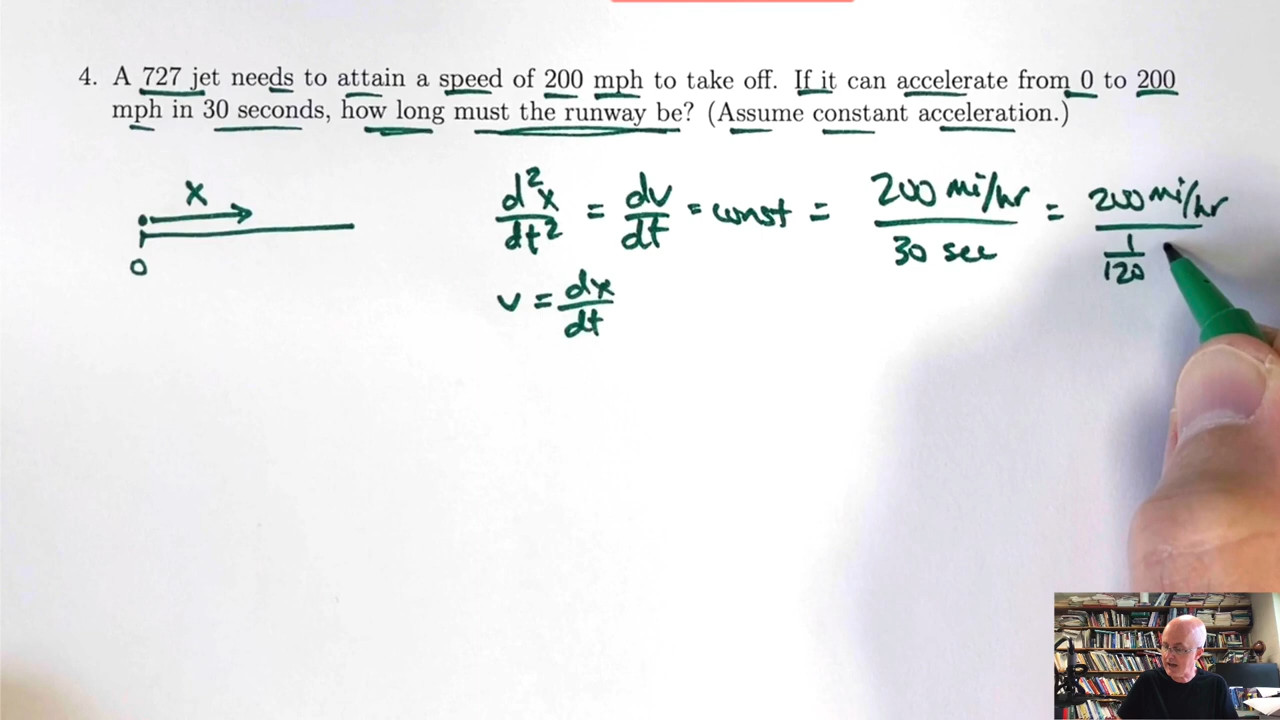 4. A 727 jet needs to attain a speed of 200 mph to take off. If it can accelerate from 0 to 200
mph in 30 seconds, how long must the runway be? (Assume constant acceleration.)
x
0
d²x/dt² = dv/dt = const = 200 mi/hr / 30 sec = 200 mi/hr / 1/120
v = dx/dt